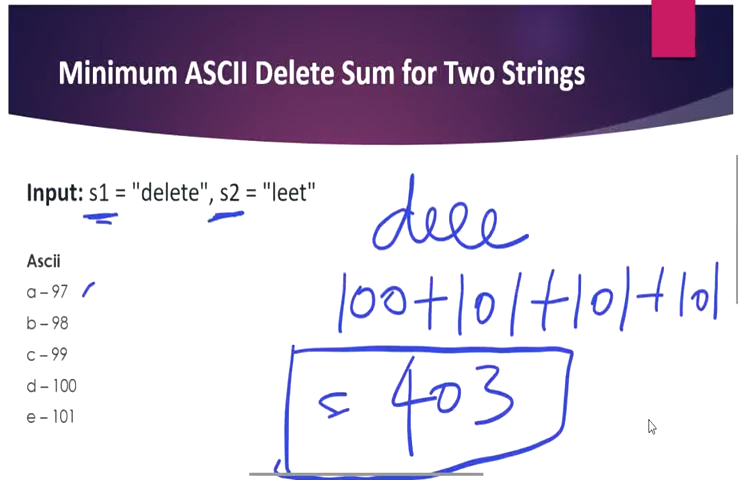 Minimum ASCII Delete Sum for Two Strings
Input: s1 = "delete", s2 = "leet"
deee
Ascii
a – 97
b – 98
c – 99
d – 100
e – 101
100+101+101+101
= 403